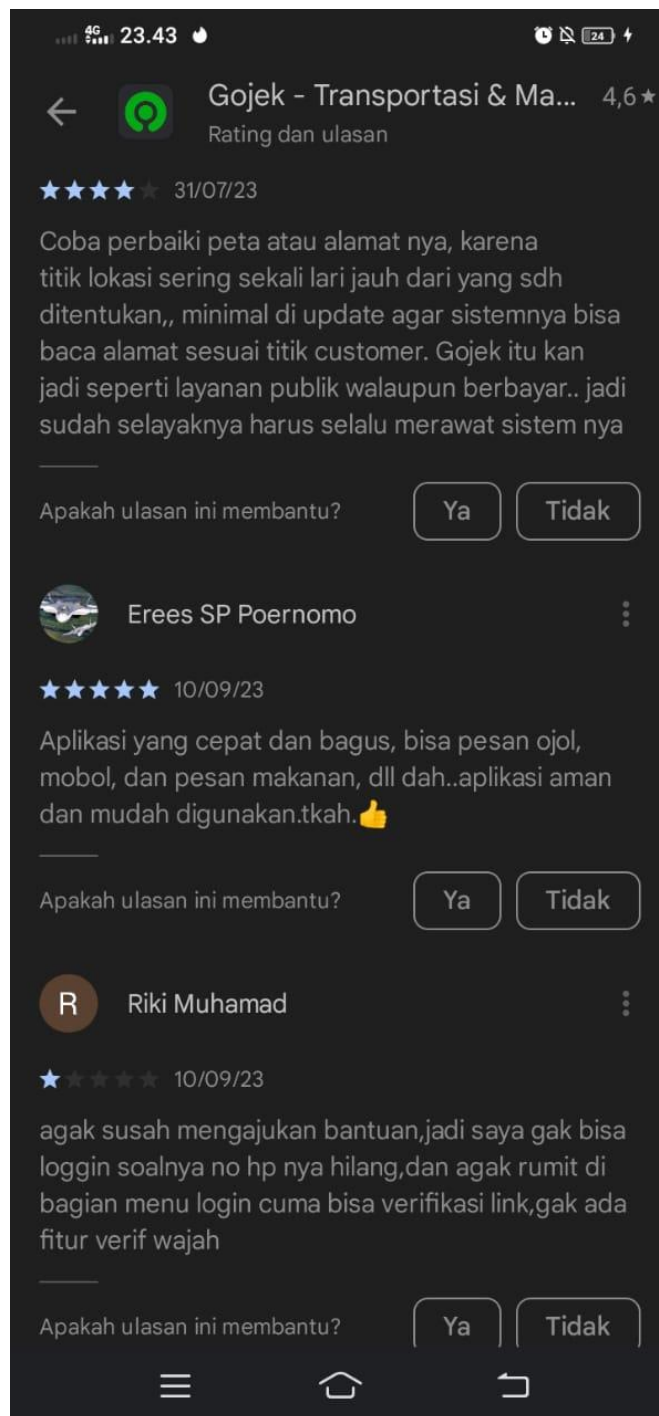 4G 23.43 24
Gojek - Transportasi & Ma... 4,6★
Rating dan ulasan
31/07/23
Coba perbaiki peta atau alamat nya, karena
titik lokasi sering sekali lari jauh dari yang sdh
ditentukan,, minimal di update agar sistemnya bisa
baca alamat sesuai titik customer. Gojek itu kan
jadi seperti layanan publik walaupun berbayar.. jadi
sudah selayaknya harus selalu merawat sistem nya
Apakah ulasan ini membantu? Ya Tidak
Erees SP Poernomo
10/09/23
Aplikasi yang cepat dan bagus, bisa pesan ojol,
mobol, dan pesan makanan, dll dah..aplikasi aman
dan mudah digunakan.tkah.👍
Apakah ulasan ini membantu? Ya Tidak
R Riki Muhamad
10/09/23
agak susah mengajukan bantuan,jadi saya gak bisa
loggin soalnya no hp nya hilang,dan agak rumit di
bagian menu login cuma bisa verifikasi link,gak ada
fitur verif wajah
Apakah ulasan ini membantu? Ya Tidak